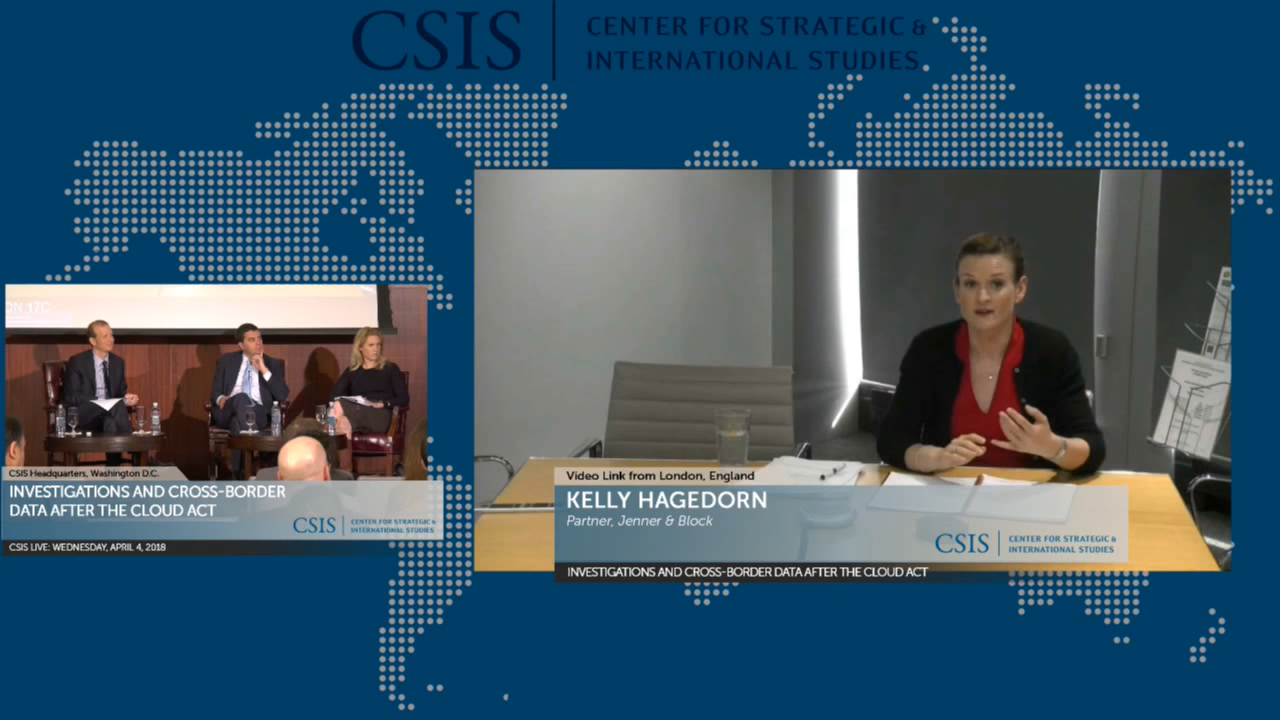 CSIS
CENTER FOR STRATEGIC &
INTERNATIONAL STUDIES
ON 17C
CSIS Headquarters, Washington D.C.
INVESTIGATIONS AND CROSS-BORDER
DATA AFTER THE CLOUD ACT
CSIS
CENTER FOR STRATEGIC &
INTERNATIONAL STUDIES
CSIS LIVE: WEDNESDAY, APRIL 4, 2018
Video Link from London, England
KELLY HAGEDORN
Partner, Jenner & Block
CSIS
CENTER FOR STRATEGIC &
INTERNATIONAL STUDIES
INVESTIGATIONS AND CROSS-BORDER DATA AFTER THE CLOUD ACT